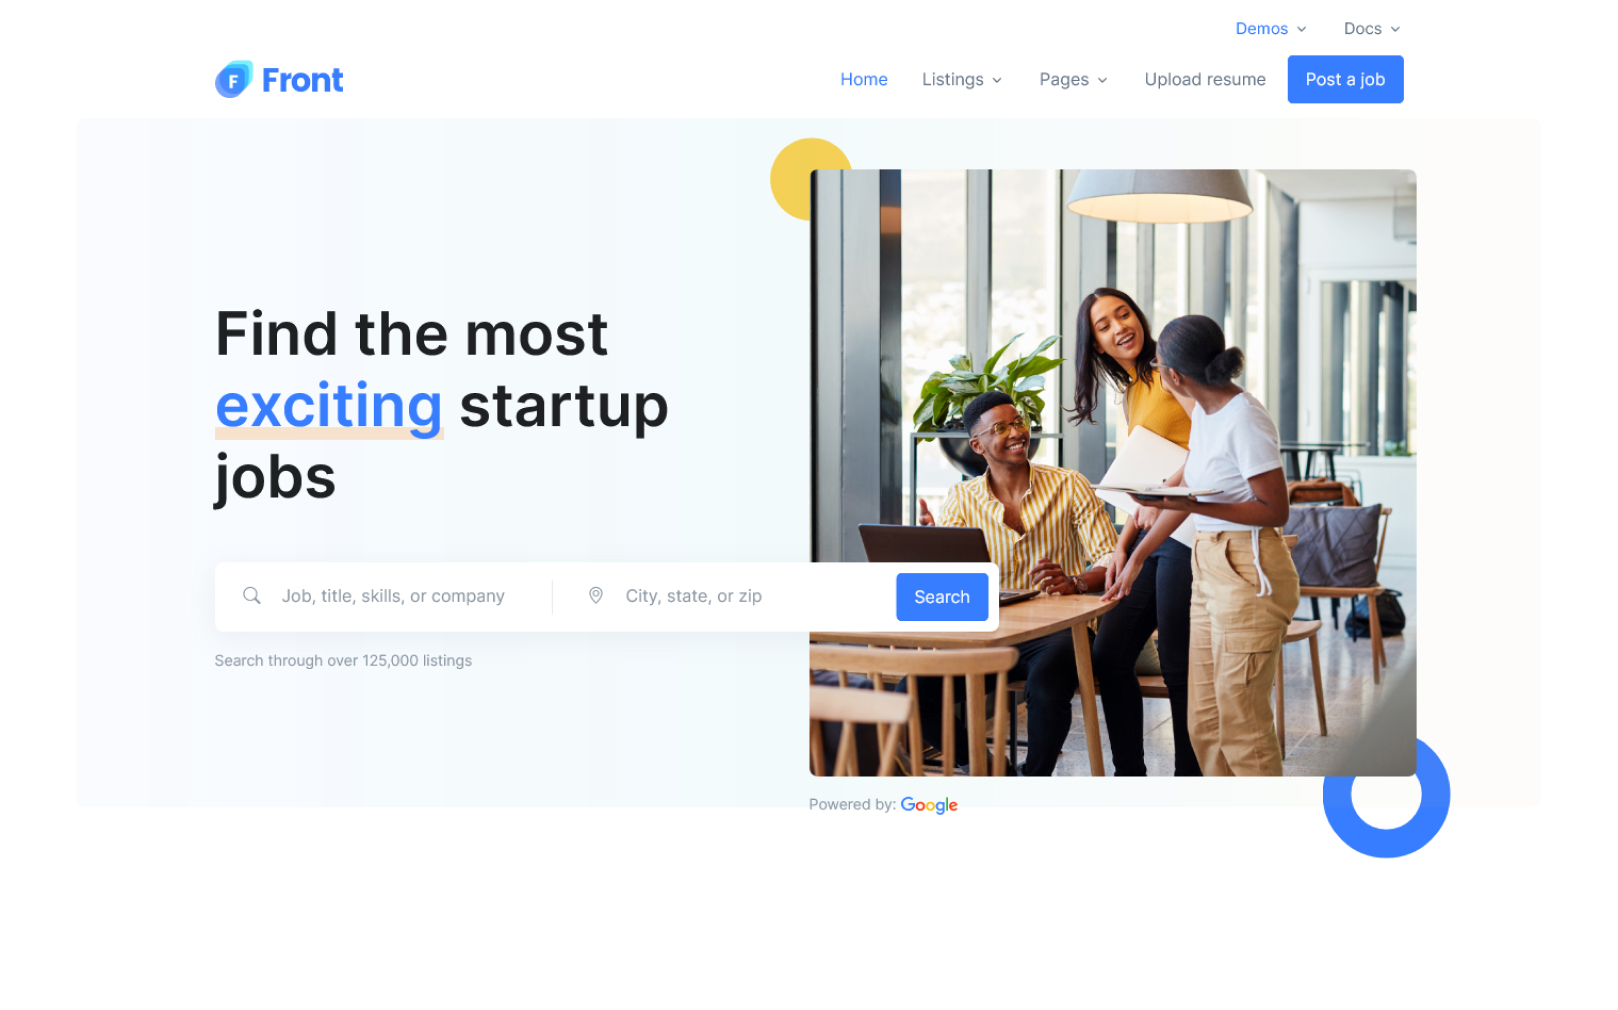 Demos Docs
F Front
Home Listings Pages Upload resume Post a job
Find the most
exciting startup
jobs
Job, title, skills, or company City, state, or zip Search
Search through over 125,000 listings
Powered by: Google